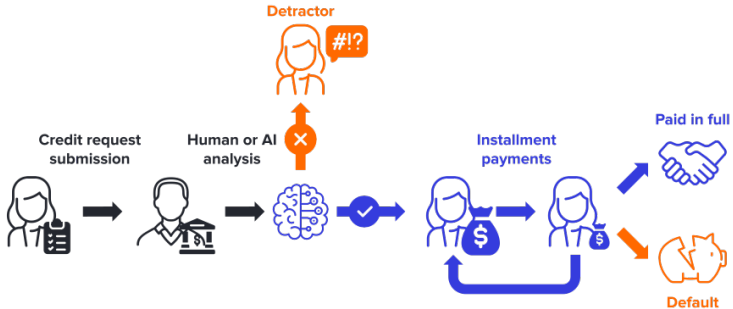 Detractor
#!?
Credit request
submission
Human or AI
analysis
Installment
payments
Paid in full
$
$
$
Default